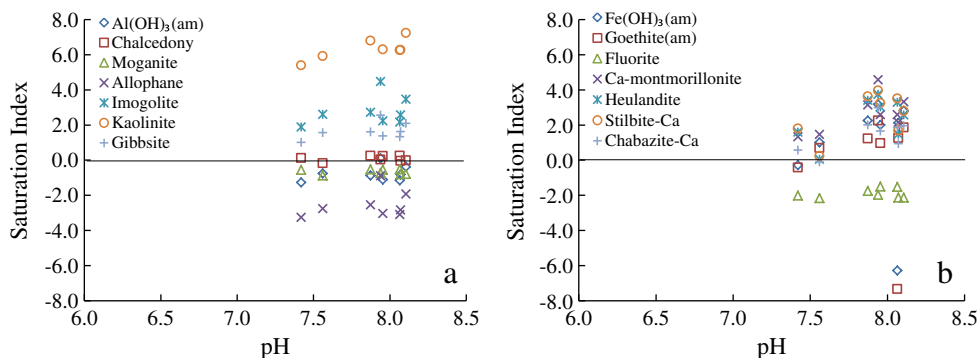 Saturation Index
8.0
6.0
4.0
2.0
0.0
-2.0
-4.0
-6.0
-8.0
Al(OH)₃(am)
Chalcedony
Moganite
Allophane
Imogolite
Kaolinite
Gibbsite
a
6.0 6.5 7.0 7.5 8.0 8.5
pH
Saturation Index
8.0
6.0
4.0
2.0
0.0
-2.0
-4.0
-6.0
-8.0
Fe(OH)₃(am)
Goethite(am)
Fluorite
Ca-montmorillonite
Heulandite
Stilbite-Ca
Chabazite-Ca
b
6.0 6.5 7.0 7.5 8.0 8.5
pH